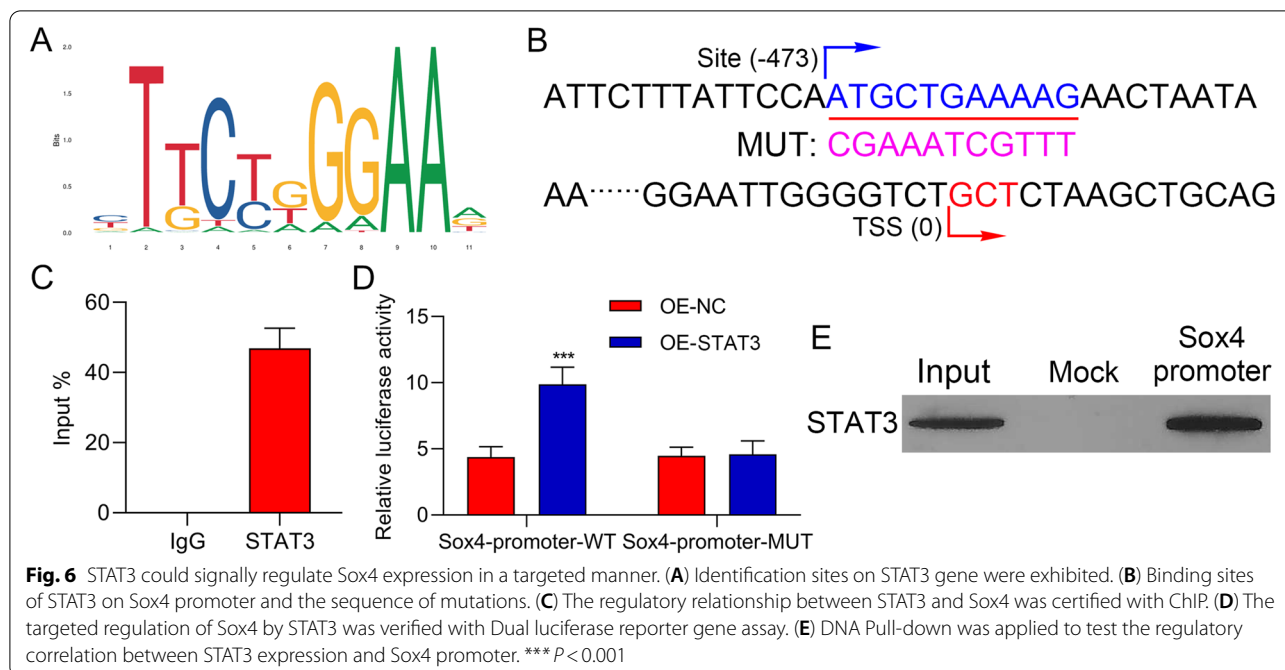 A
2.0
1.5
1.0
0.5
0.0
Bits
TTCTGGGAAA
1 2 3 4 5 6 7 8 9 10 11
B
Site (-473)
ATTCTTTATTCCAATGCTGAAAAGAACTAATA
MUT: CGAAATCGTTT
AA······GGAATTGGGGTCTGCTCTAAGCTGCAG
TSS (0)
C
Input %
60
40
20
0
IgG STAT3
D
Relative luciferase activity
15
10
5
0
OE-NC
OE-STAT3
***
Sox4-promoter-WT Sox4-promoter-MUT
E
Input Mock Sox4 promoter
STAT3
Fig. 6 STAT3 could signally regulate Sox4 expression in a targeted manner. (A) Identification sites on STAT3 gene were exhibited. (B) Binding sites
of STAT3 on Sox4 promoter and the sequence of mutations. (C) The regulatory relationship between STAT3 and Sox4 was certified with ChIP. (D) The
targeted regulation of Sox4 by STAT3 was verified with Dual luciferase reporter gene assay. (E) DNA Pull-down was applied to test the regulatory
correlation between STAT3 expression and Sox4 promoter. *** P < 0.001